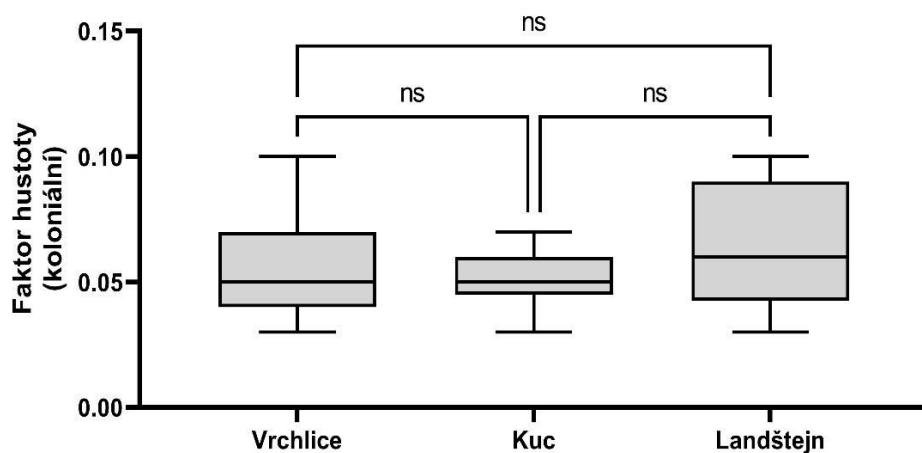 ns
ns
ns
0.15
0.10
0.05
0.00
Faktor hustoty
(koloniální)
Vrchlice
Kuc
Landštejn